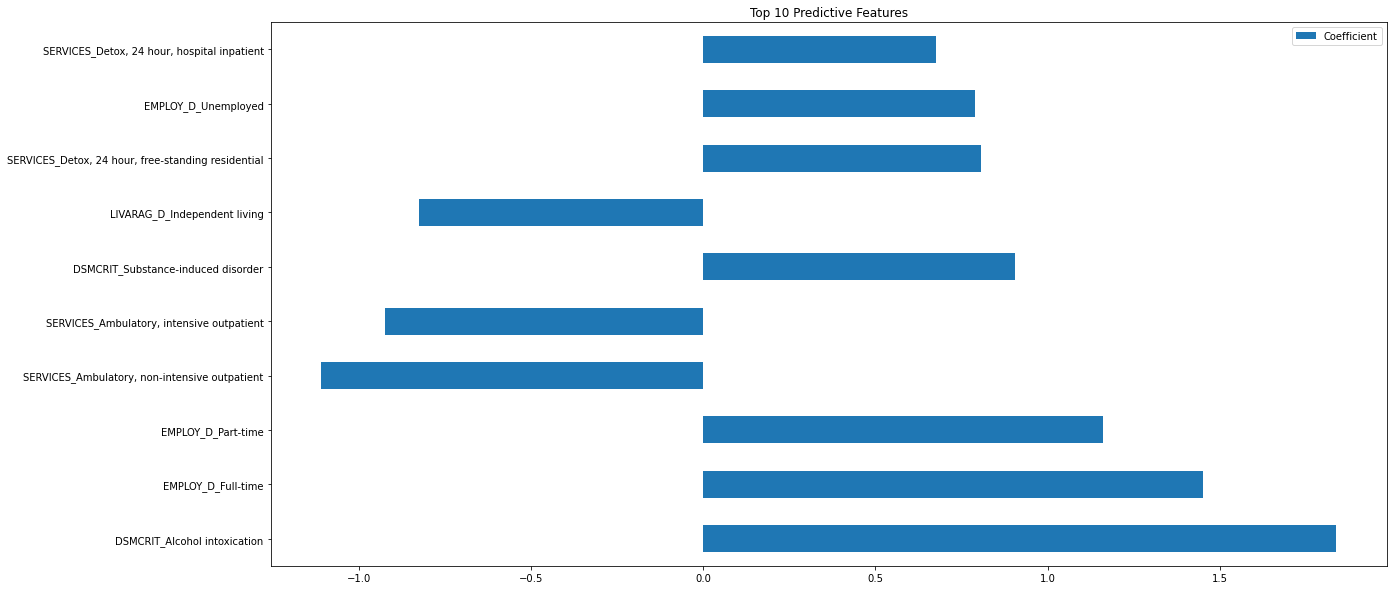 Top 10 Predictive Features
Coefficient
SERVICES_Detox, 24 hour, hospital inpatient
EMPLOY_D_Unemployed
SERVICES_Detox, 24 hour, free-standing residential
LIVARAG_D_Independent living
DSMCRIT_Substance-induced disorder
SERVICES_Ambulatory, intensive outpatient
SERVICES_Ambulatory, non-intensive outpatient
EMPLOY_D_Part-time
EMPLOY_D_Full-time
DSMCRIT_Alcohol intoxication
−1.0 −0.5 0.0 0.5 1.0 1.5